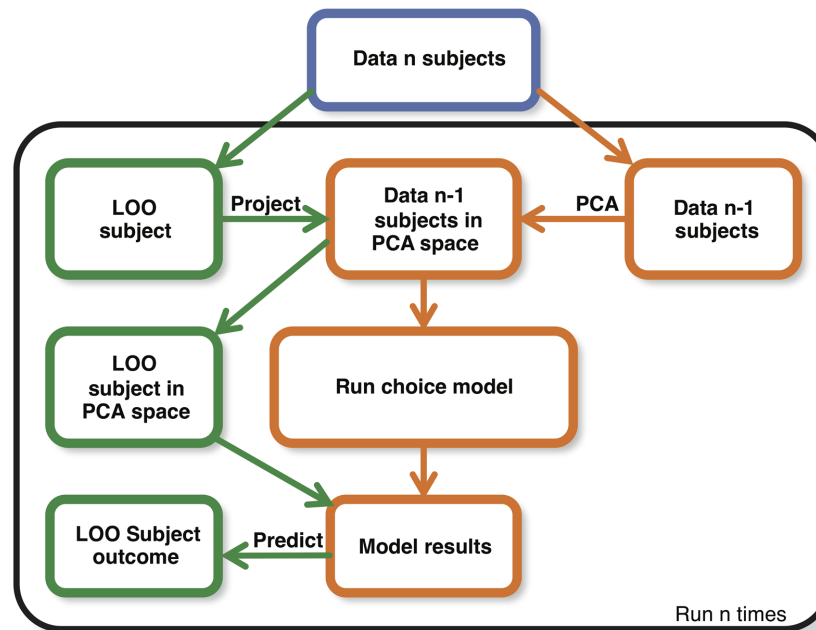 Data n subjects
LOO
subject
Project
Data n-1
subjects in
PCA space
PCA
Data n-1
subjects
LOO
subject in
PCA space
Run choice model
LOO Subject
outcome
Predict
Model results
Run n times